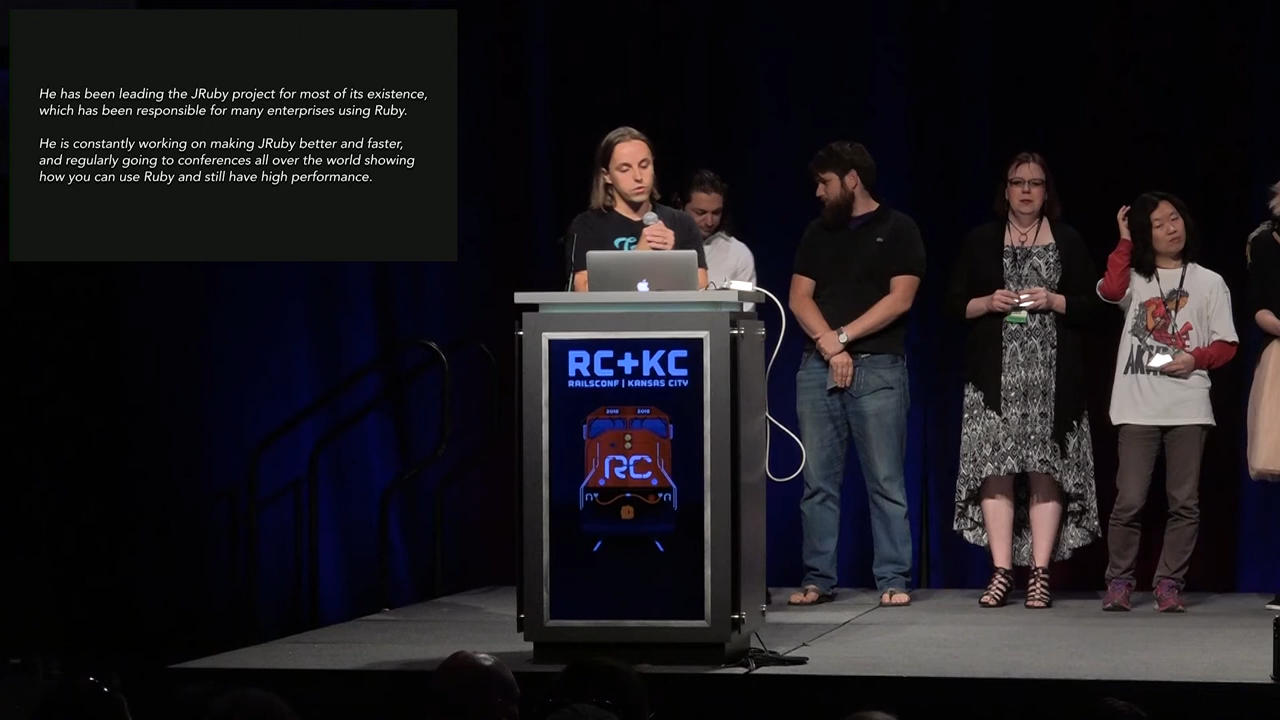 He has been leading the JRuby project for most of its existence,
which has been responsible for many enterprises using Ruby.
He is constantly working on making JRuby better and faster,
and regularly going to conferences all over the world showing
how you can use Ruby and still have high performance.
RC+KC
RAILSCONF | KANSAS CITY
2018 2018
RC